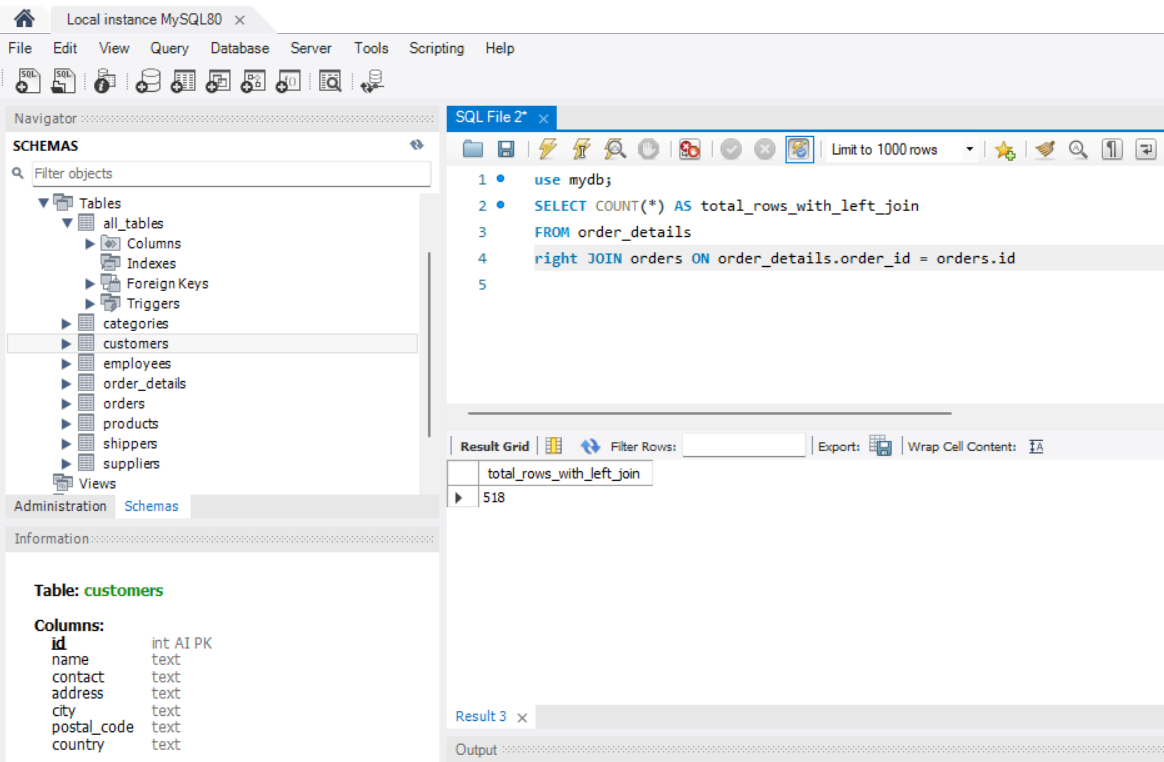 Local instance MySQL80 ×
File Edit View Query Database Server Tools Scripting Help
Navigator
SCHEMAS
Filter objects
Tables
all_tables
Columns
Indexes
Foreign Keys
Triggers
categories
customers
employees
order_details
orders
products
shippers
suppliers
Views
Administration Schemas
Information
Table: customers
Columns:
id int AI PK
name text
contact text
address text
city text
postal_code text
country text
SQL File 2* ×
Limit to 1000 rows
1 use mydb;
2 SELECT COUNT(*) AS total_rows_with_left_join
3 FROM order_details
4 right JOIN orders ON order_details.order_id = orders.id
5
Result Grid Filter Rows: Export: Wrap Cell Content:
total_rows_with_left_join
518
Result 3 ×
Output